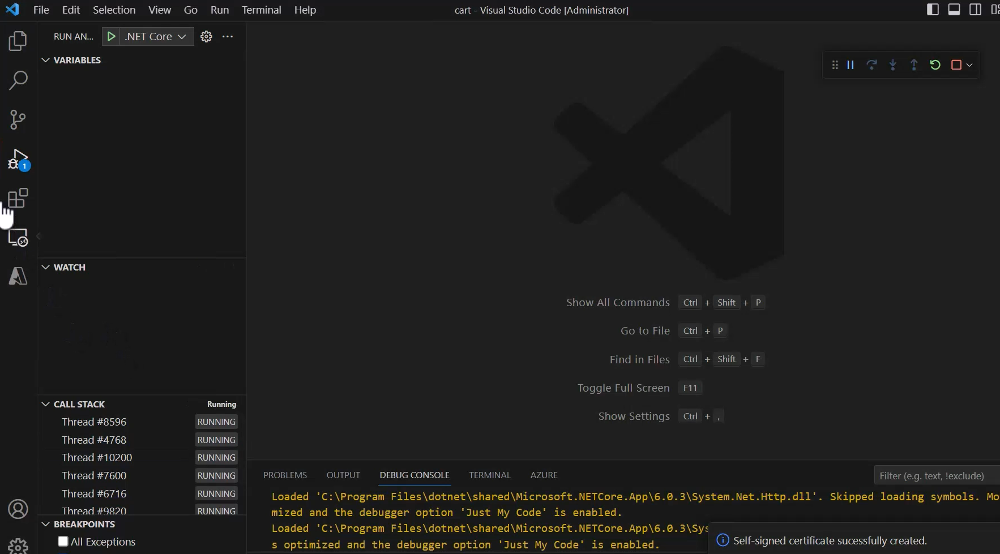 File Edit Selection View Go Run Terminal Help
cart - Visual Studio Code [Administrator]
RUN AN... .NET Core
VARIABLES
1
WATCH
CALL STACK Running
Thread #8596 RUNNING
Thread #4768 RUNNING
Thread #10200 RUNNING
Thread #7600 RUNNING
Thread #6716 RUNNING
Thread #9820 RUNNING
BREAKPOINTS
All Exceptions
Show All Commands Ctrl + Shift + P
Go to File Ctrl + P
Find in Files Ctrl + Shift + F
Toggle Full Screen F11
Show Settings Ctrl + ,
PROBLEMS OUTPUT DEBUG CONSOLE TERMINAL AZURE
Filter (e.g. text, !exclude)
Loaded 'C:\Program Files\dotnet\shared\Microsoft.NETCore.App\6.0.3\System.Net.Http.dll'. Skipped loading symbols. Mo
mized and the debugger option 'Just My Code' is enabled.
Loaded 'C:\Program Files\dotnet\shared\Microsoft.NETCore.App\6.0.3\Sys
s optimized and the debugger option 'Just My Code' is enabled.
Self-signed certificate sucessfully created.